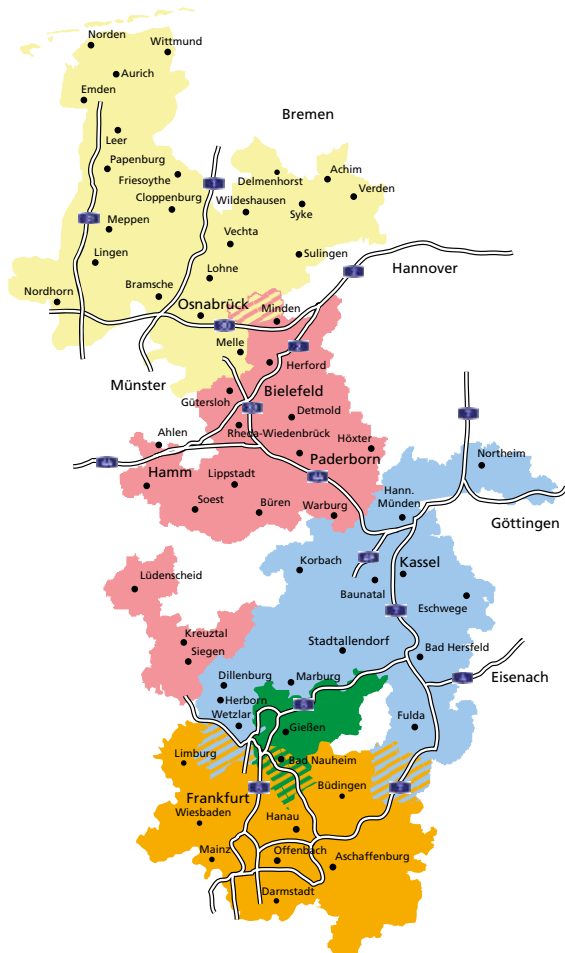 Norden
Wittmund
Aurich
Emden
Bremen
Leer
Papenburg
Friesoythe
Delmenhorst
Achim
Cloppenburg
Wildeshausen
Verden
Syke
Meppen
Vechta
Lingen
Sulingen
Lohne
Hannover
Nordhorn
Bramsche
Osnabrück
Minden
Melle
Herford
Münster
Bielefeld
Gütersloh
Detmold
Ahlen
Rheda-Wiedenbrück
Höxter
Paderborn
Northeim
Hamm
Lippstadt
Hann.
Münden
Soest
Büren
Warburg
Göttingen
Korbach
Kassel
Lüdenscheid
Baunatal
Eschwege
Kreuztal
Stadtallendorf
Siegen
Bad Hersfeld
Dillenburg
Marburg
Eisenach
Herborn
Wetzlar
Gießen
Fulda
Limburg
Bad Nauheim
Büdingen
Frankfurt
Wiesbaden
Hanau
Mainz
Offenbach
Aschaffenburg
Darmstadt